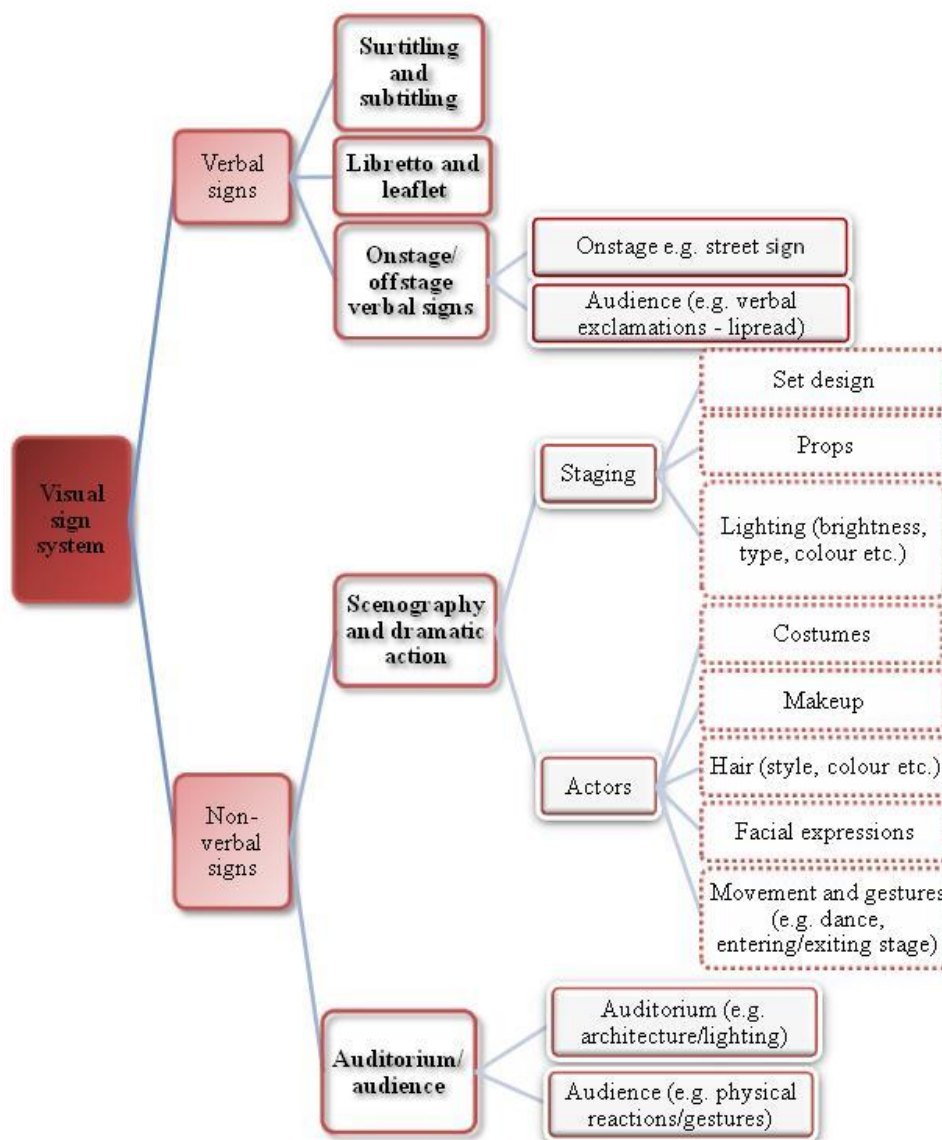 Surtitling
and
subtitling
Verbal
signs
Libretto and
leaflet
Onstage/
offstage
verbal signs
Onstage e.g. street sign
Audience (e.g. verbal
exclamations - lipread)
Visual
sign
system
Set design
Staging
Props
Lighting (brightness,
type, colour etc.)
Scenography
and dramatic
action
Costumes
Makeup
Actors
Hair (style, colour etc.)
Facial expressions
Movement and gestures
(e.g. dance,
entering/exiting stage)
Non-
verbal
signs
Auditorium/
audience
Auditorium (e.g.
architecture/lighting)
Audience (e.g. physical
reactions/gestures)